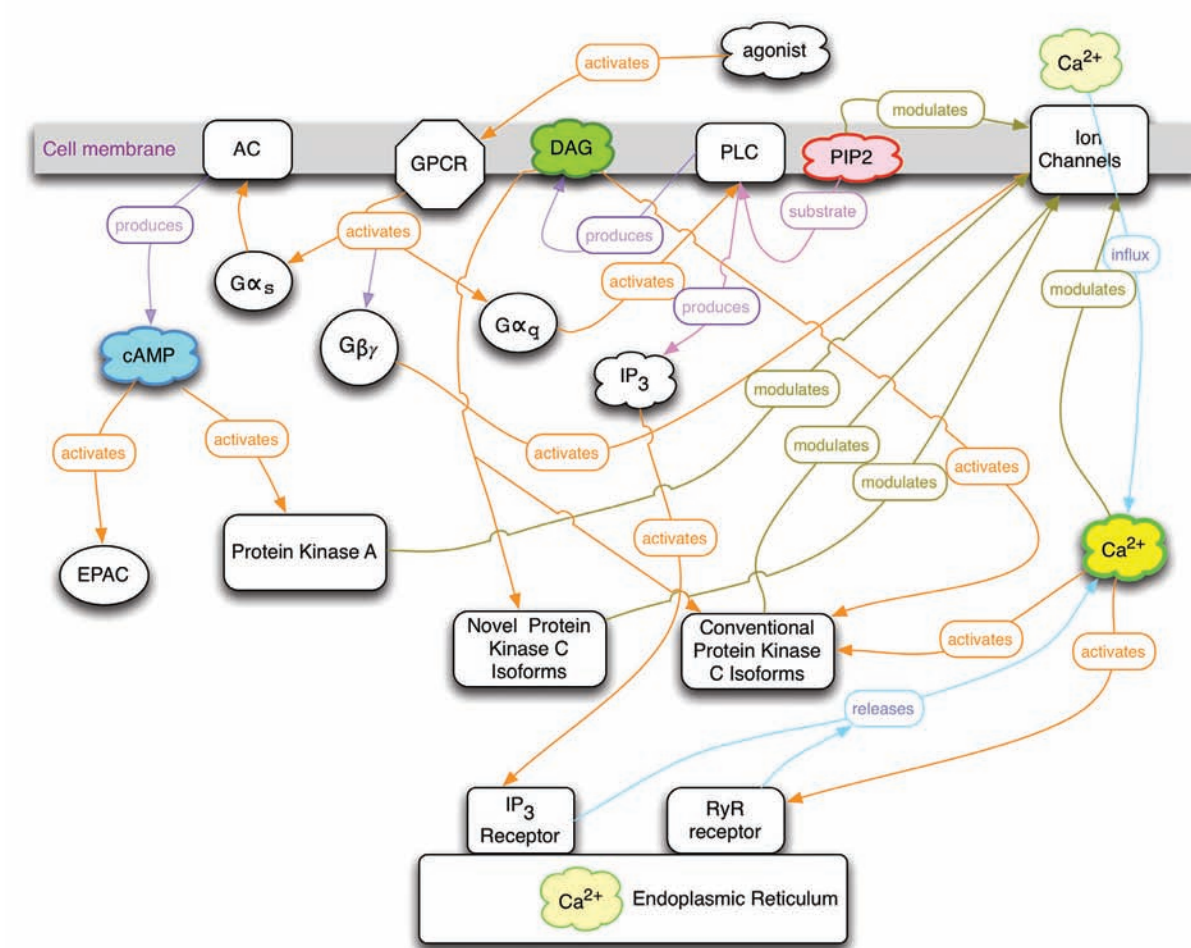 agonist
activates
Ca2+
modulates
Cell membrane
AC
GPCR
DAG
PLC
PIP2
Ion
Channels
produces
activates
produces
substrate
influx
Gαs
Gβγ
Gαq
activates
produces
modulates
cAMP
IP3
modulates
activates
activates
activates
modulates
modulates
activates
Protein Kinase A
EPAC
activates
Ca2+
Novel Protein
Kinase C
Isoforms
Conventional
Protein Kinase
C Isoforms
activates
activates
releases
IP3
Receptor
RyR
receptor
Ca2+
Endoplasmic Reticulum